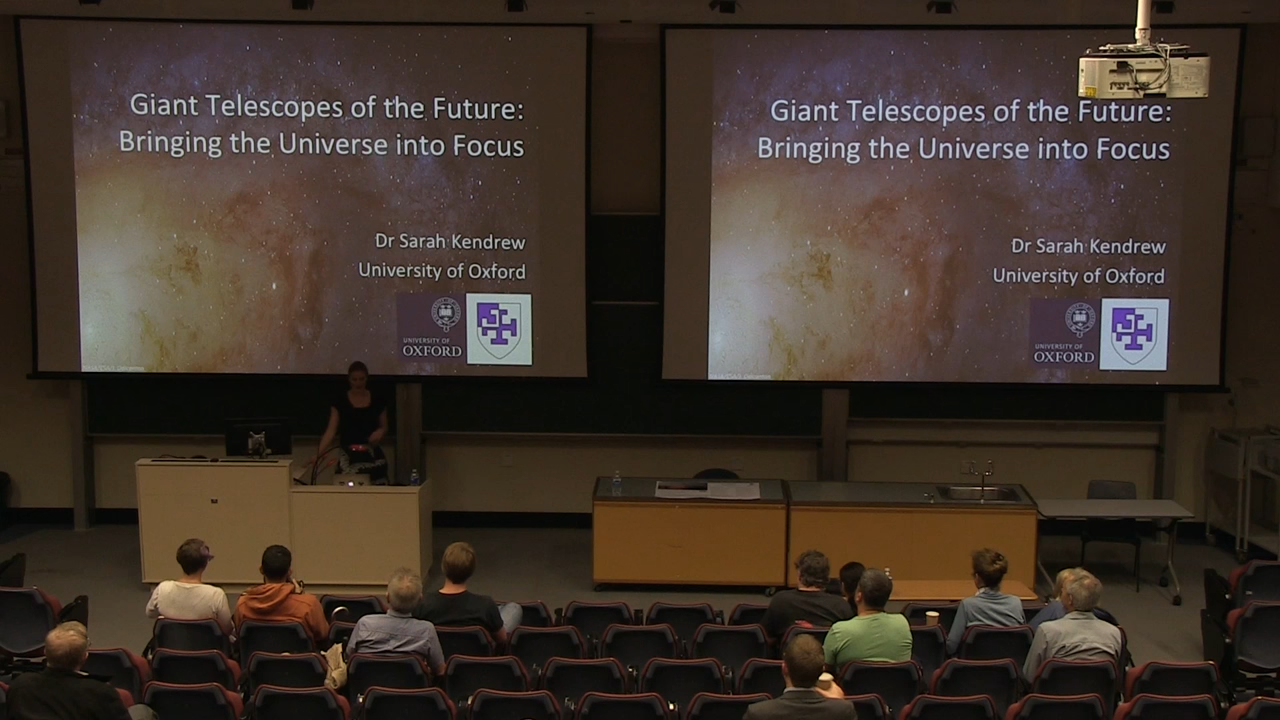 Giant Telescopes of the Future:
Bringing the Universe into Focus
Dr Sarah Kendrew
University of Oxford
UNIVERSITY OF
OXFORD
Giant Telescopes of the Future:
Bringing the Universe into Focus
Dr Sarah Kendrew
University of Oxford
UNIVERSITY OF
OXFORD